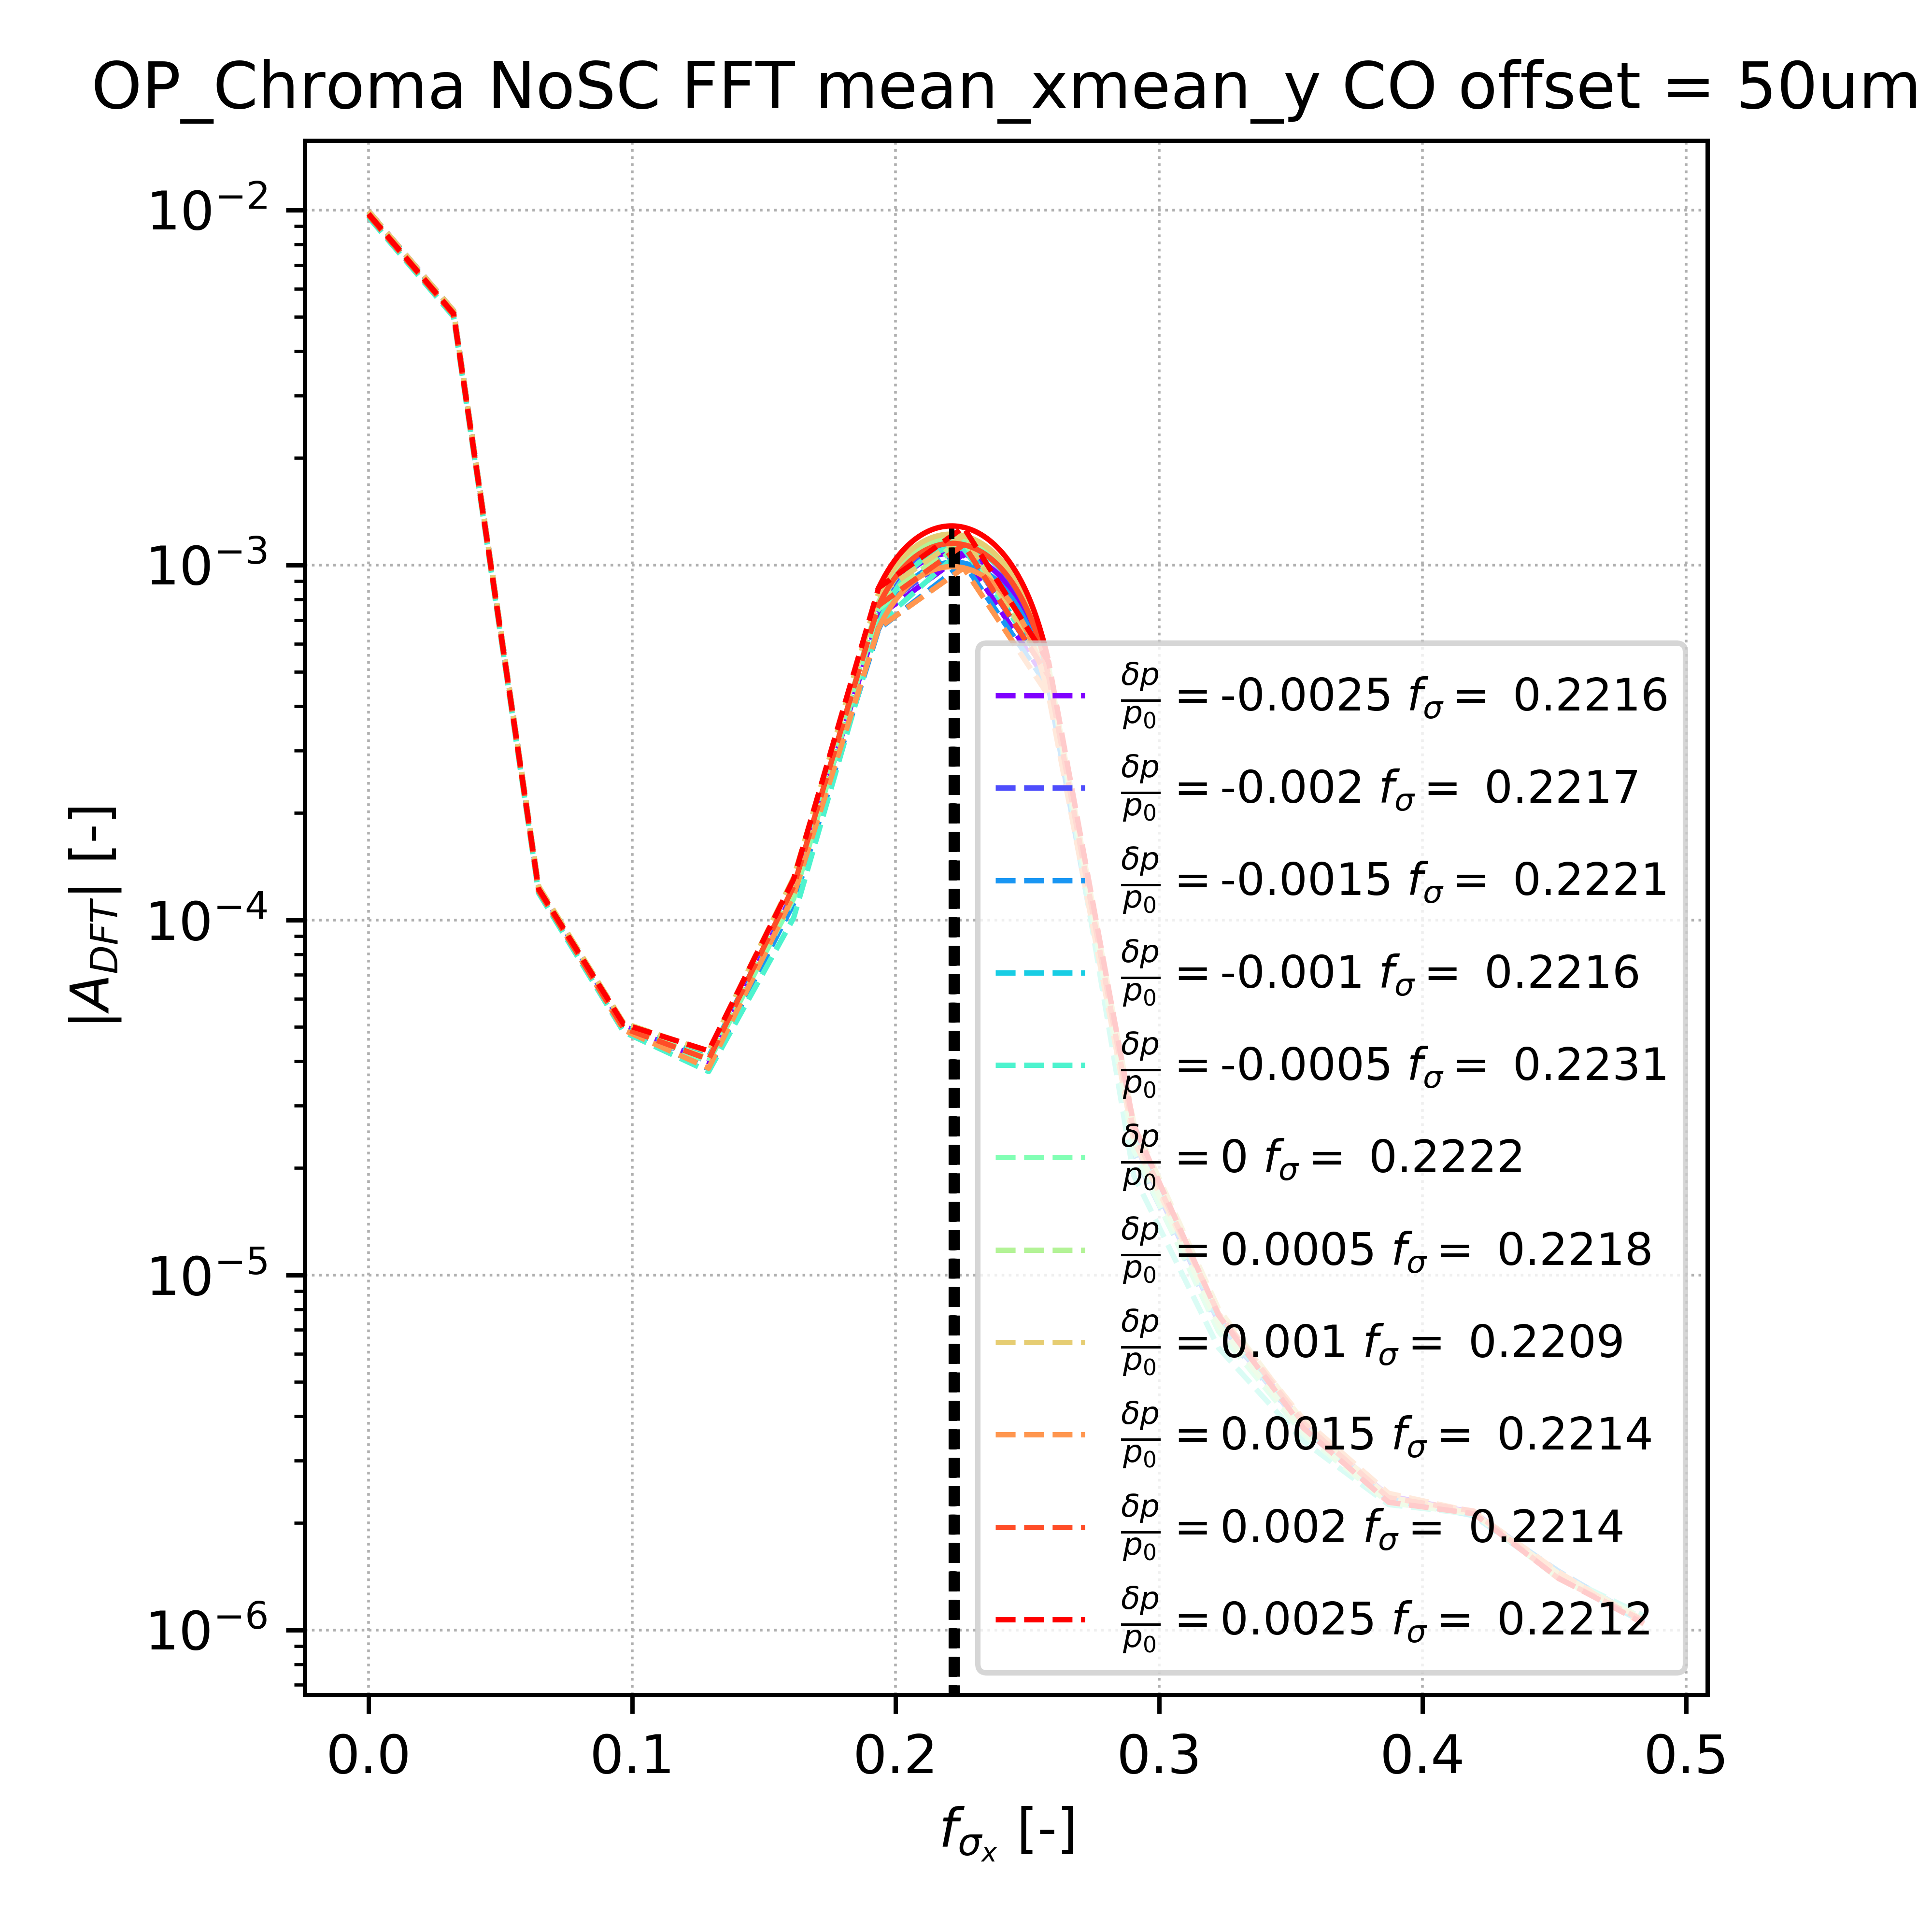 OP_Chroma NoSC FFT mean_xmean_y CO offset = 50um
10⁻²
10⁻³
10⁻⁴
10⁻⁵
10⁻⁶
|A_DFT| [-]
δp/p₀ = -0.0025 f_σ = 0.2216
δp/p₀ = -0.002 f_σ = 0.2217
δp/p₀ = -0.0015 f_σ = 0.2221
δp/p₀ = -0.001 f_σ = 0.2216
δp/p₀ = -0.0005 f_σ = 0.2231
δp/p₀ = 0 f_σ = 0.2222
δp/p₀ = 0.0005 f_σ = 0.2218
δp/p₀ = 0.001 f_σ = 0.2209
δp/p₀ = 0.0015 f_σ = 0.2214
δp/p₀ = 0.002 f_σ = 0.2214
δp/p₀ = 0.0025 f_σ = 0.2212
0.0 0.1 0.2 0.3 0.4 0.5
f_σₓ [-]